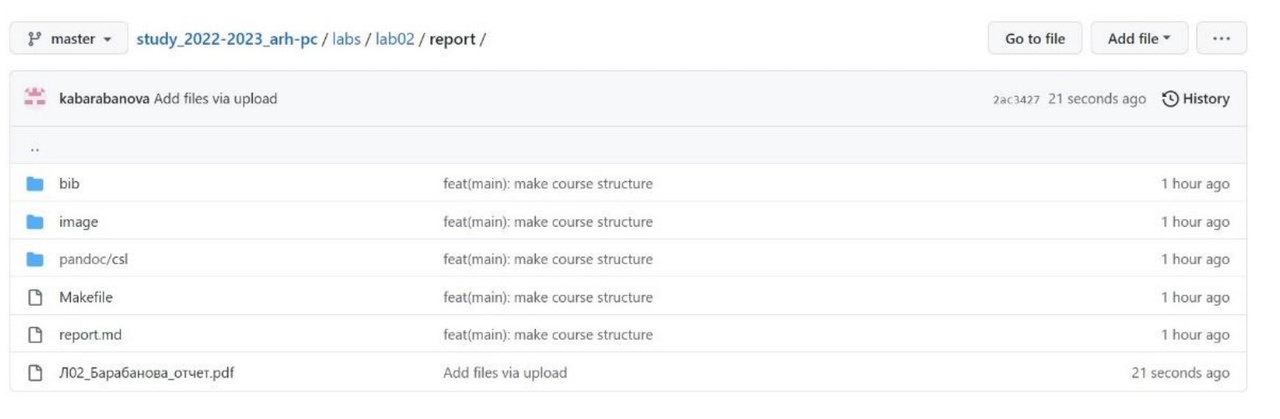 master study_2022-2023_arh-pc / labs / lab02 / report / Go to file Add file ...
kabarabanova Add files via upload 2ac3427 21 seconds ago History
..
bib feat(main): make course structure 1 hour ago
image feat(main): make course structure 1 hour ago
pandoc/csl feat(main): make course structure 1 hour ago
Makefile feat(main): make course structure 1 hour ago
report.md feat(main): make course structure 1 hour ago
Л02_Барабанова_отчет.pdf Add files via upload 21 seconds ago